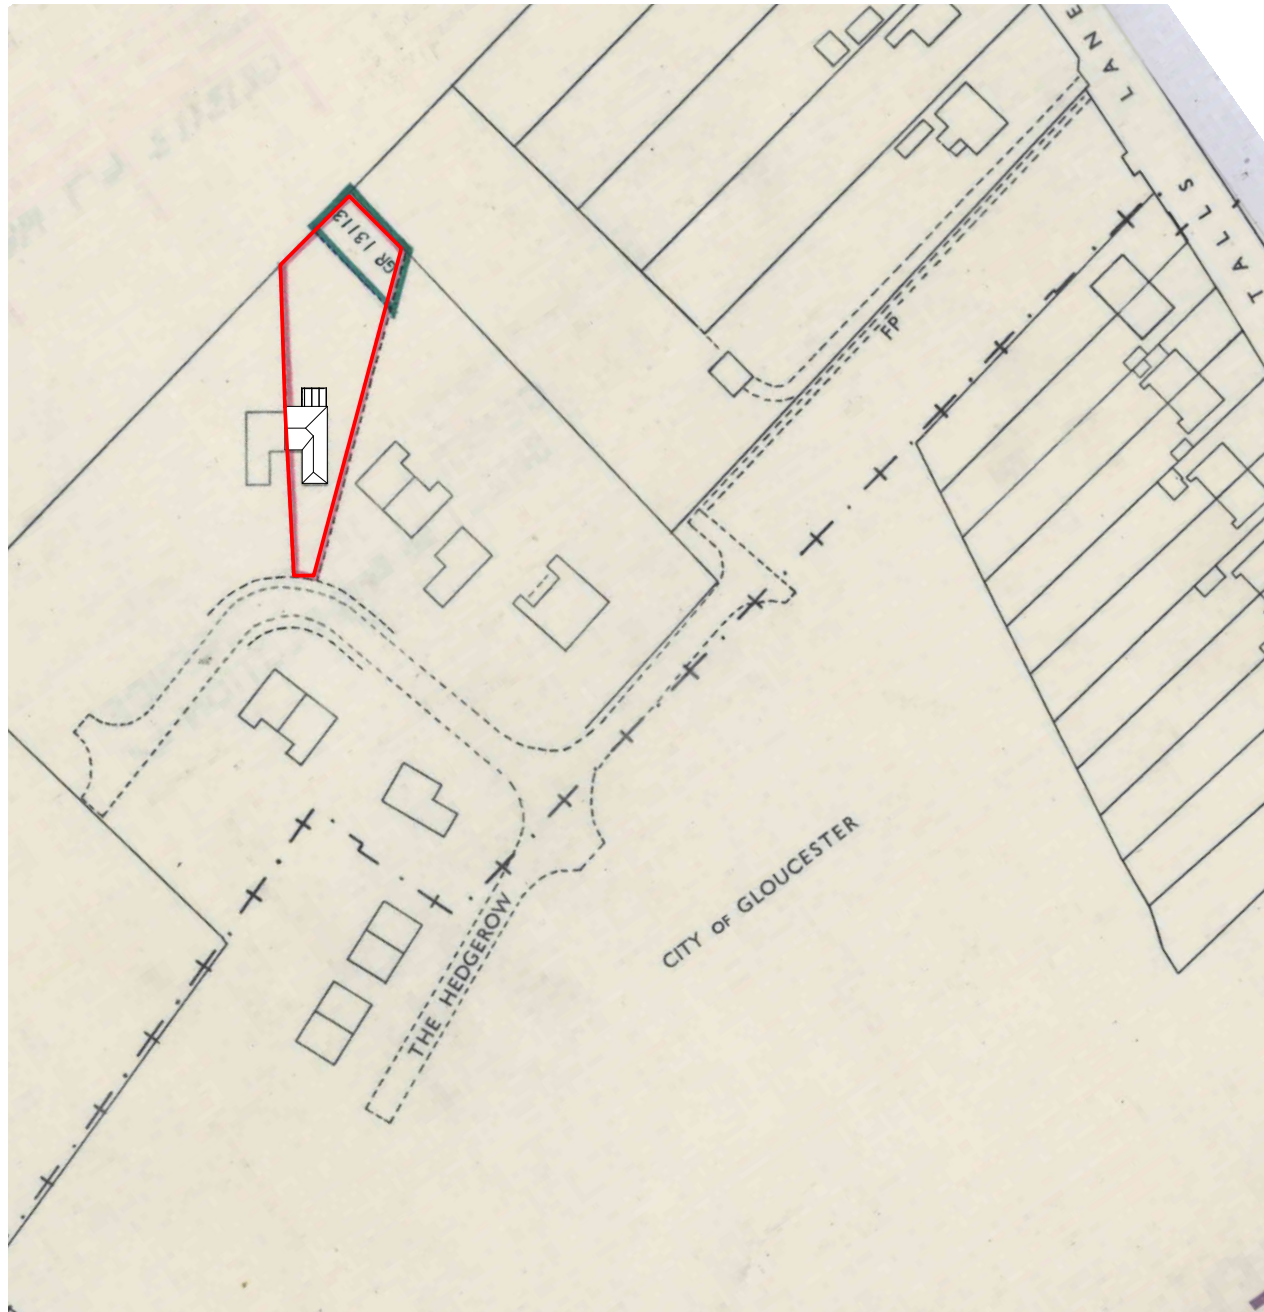 LANE
TALLS
GR 13113
FP
CITY OF GLOUCESTER
THE HEDGEROW